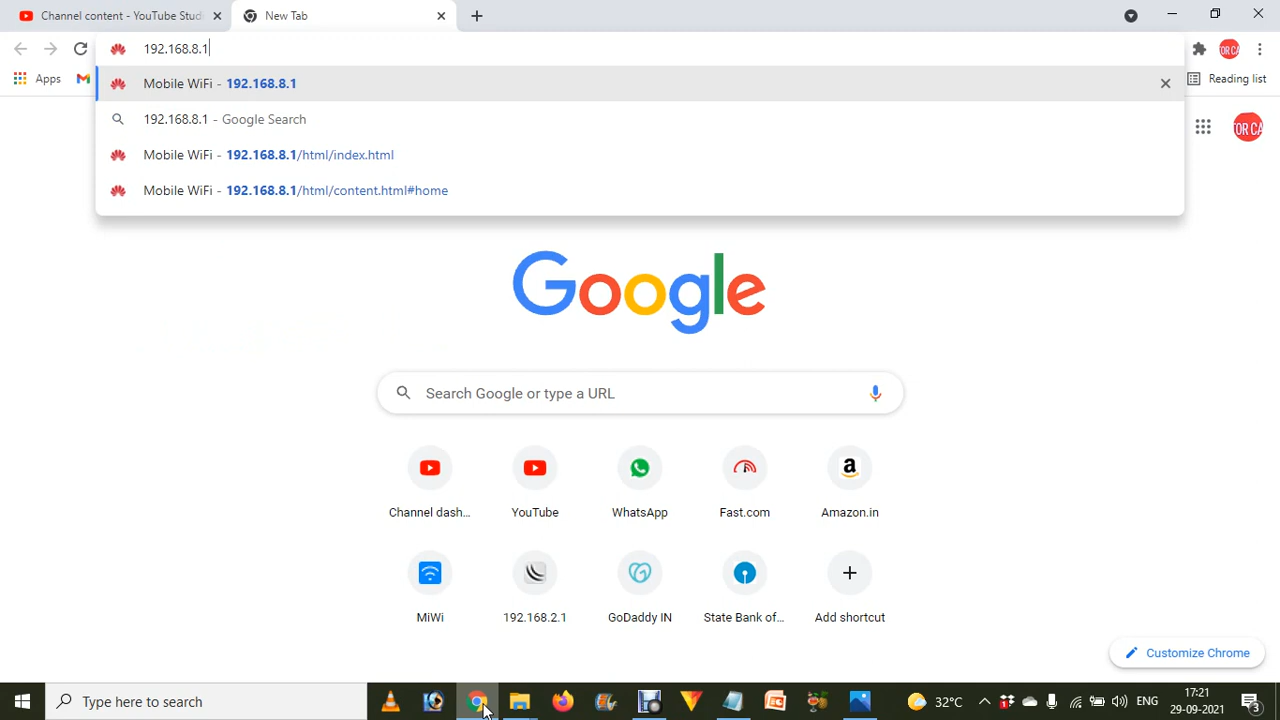 Channel content - YouTube Stud
New Tab
192.168.8.1
Apps
Reading list
Mobile WiFi - 192.168.8.1
192.168.8.1 - Google Search
Mobile WiFi - 192.168.8.1/html/index.html
Mobile WiFi - 192.168.8.1/html/content.html#home
TOR CA
Google
Search Google or type a URL
Channel dash...
YouTube
WhatsApp
Fast.com
Amazon.in
MiWi
192.168.2.1
GoDaddy IN
State Bank of...
Add shortcut
Customize Chrome
Type here to search
32°C
ENG
17:21
29-09-2021
3